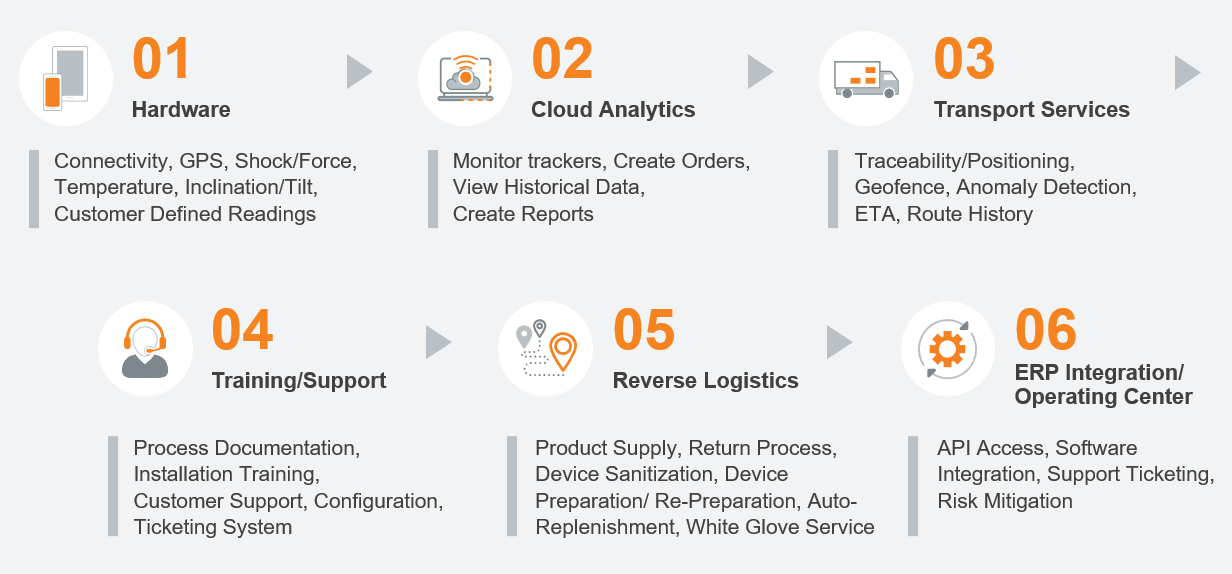 01
Hardware
Connectivity, GPS, Shock/Force,
Temperature, Inclination/Tilt,
Customer Defined Readings
02
Cloud Analytics
Monitor trackers, Create Orders,
View Historical Data,
Create Reports
03
Transport Services
Traceability/Positioning,
Geofence, Anomaly Detection,
ETA, Route History
04
Training/Support
Process Documentation,
Installation Training,
Customer Support, Configuration,
Ticketing System
05
Reverse Logistics
Product Supply, Return Process,
Device Sanitization, Device
Preparation/ Re-Preparation, Auto-
Replenishment, White Glove Service
06
ERP Integration/
Operating Center
API Access, Software
Integration, Support Ticketing,
Risk Mitigation